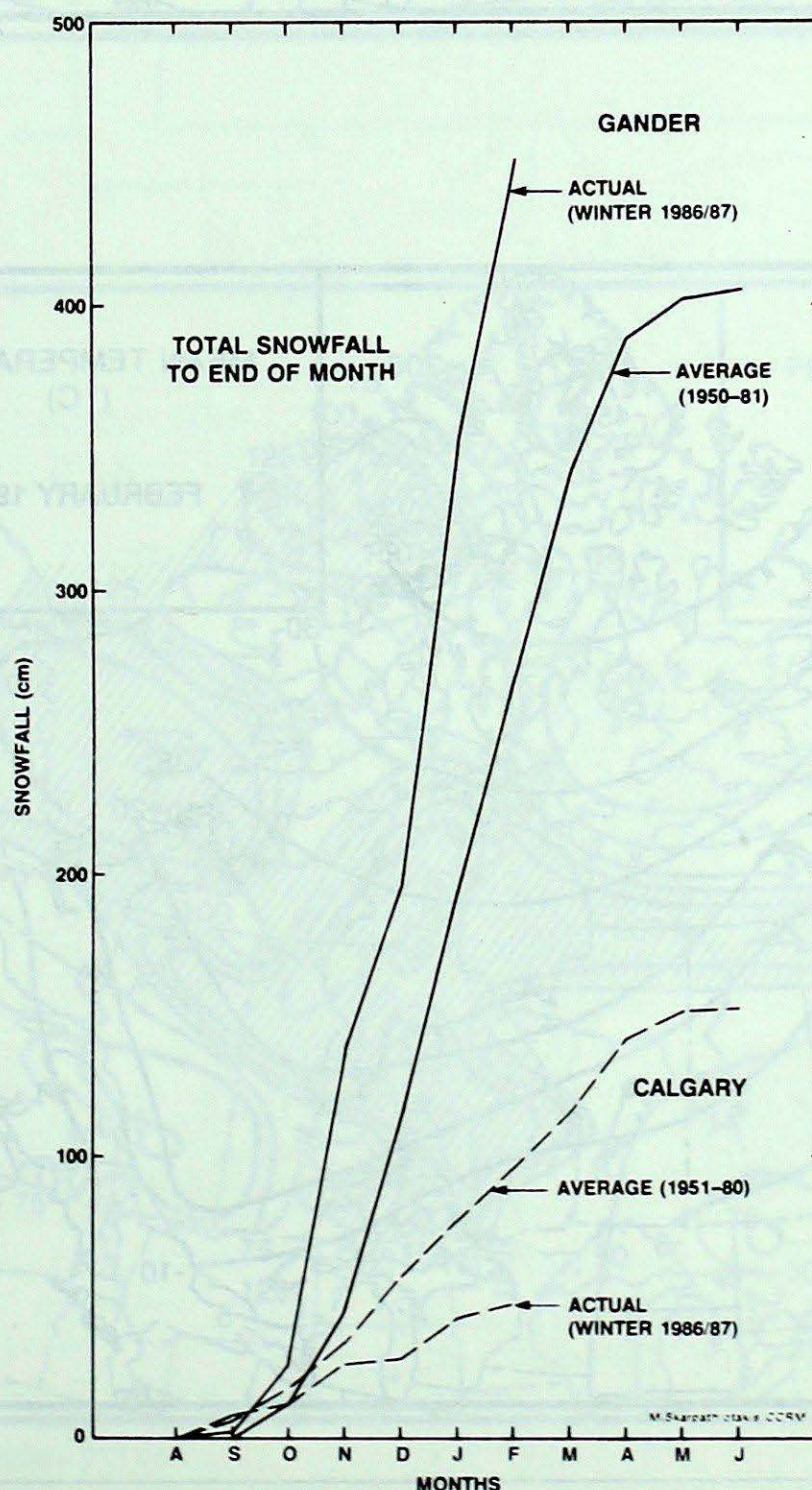 500
GANDER
ACTUAL
(WINTER 1986/87)
400
TOTAL SNOWFALL
TO END OF MONTH
AVERAGE
(1950–81)
300
SNOWFALL (cm)
200
100
CALGARY
AVERAGE (1951–80)
ACTUAL
(WINTER 1986/87)
0
A S O N D J F M A M J
MONTHS